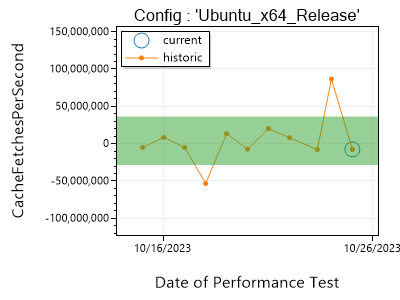 Config : 'Ubuntu_x64_Release'
150,000,000
100,000,000
50,000,000
0
-50,000,000
-100,000,000
CacheFetchesPerSecond
current
historic
10/16/2023
10/26/2023
Date of Performance Test